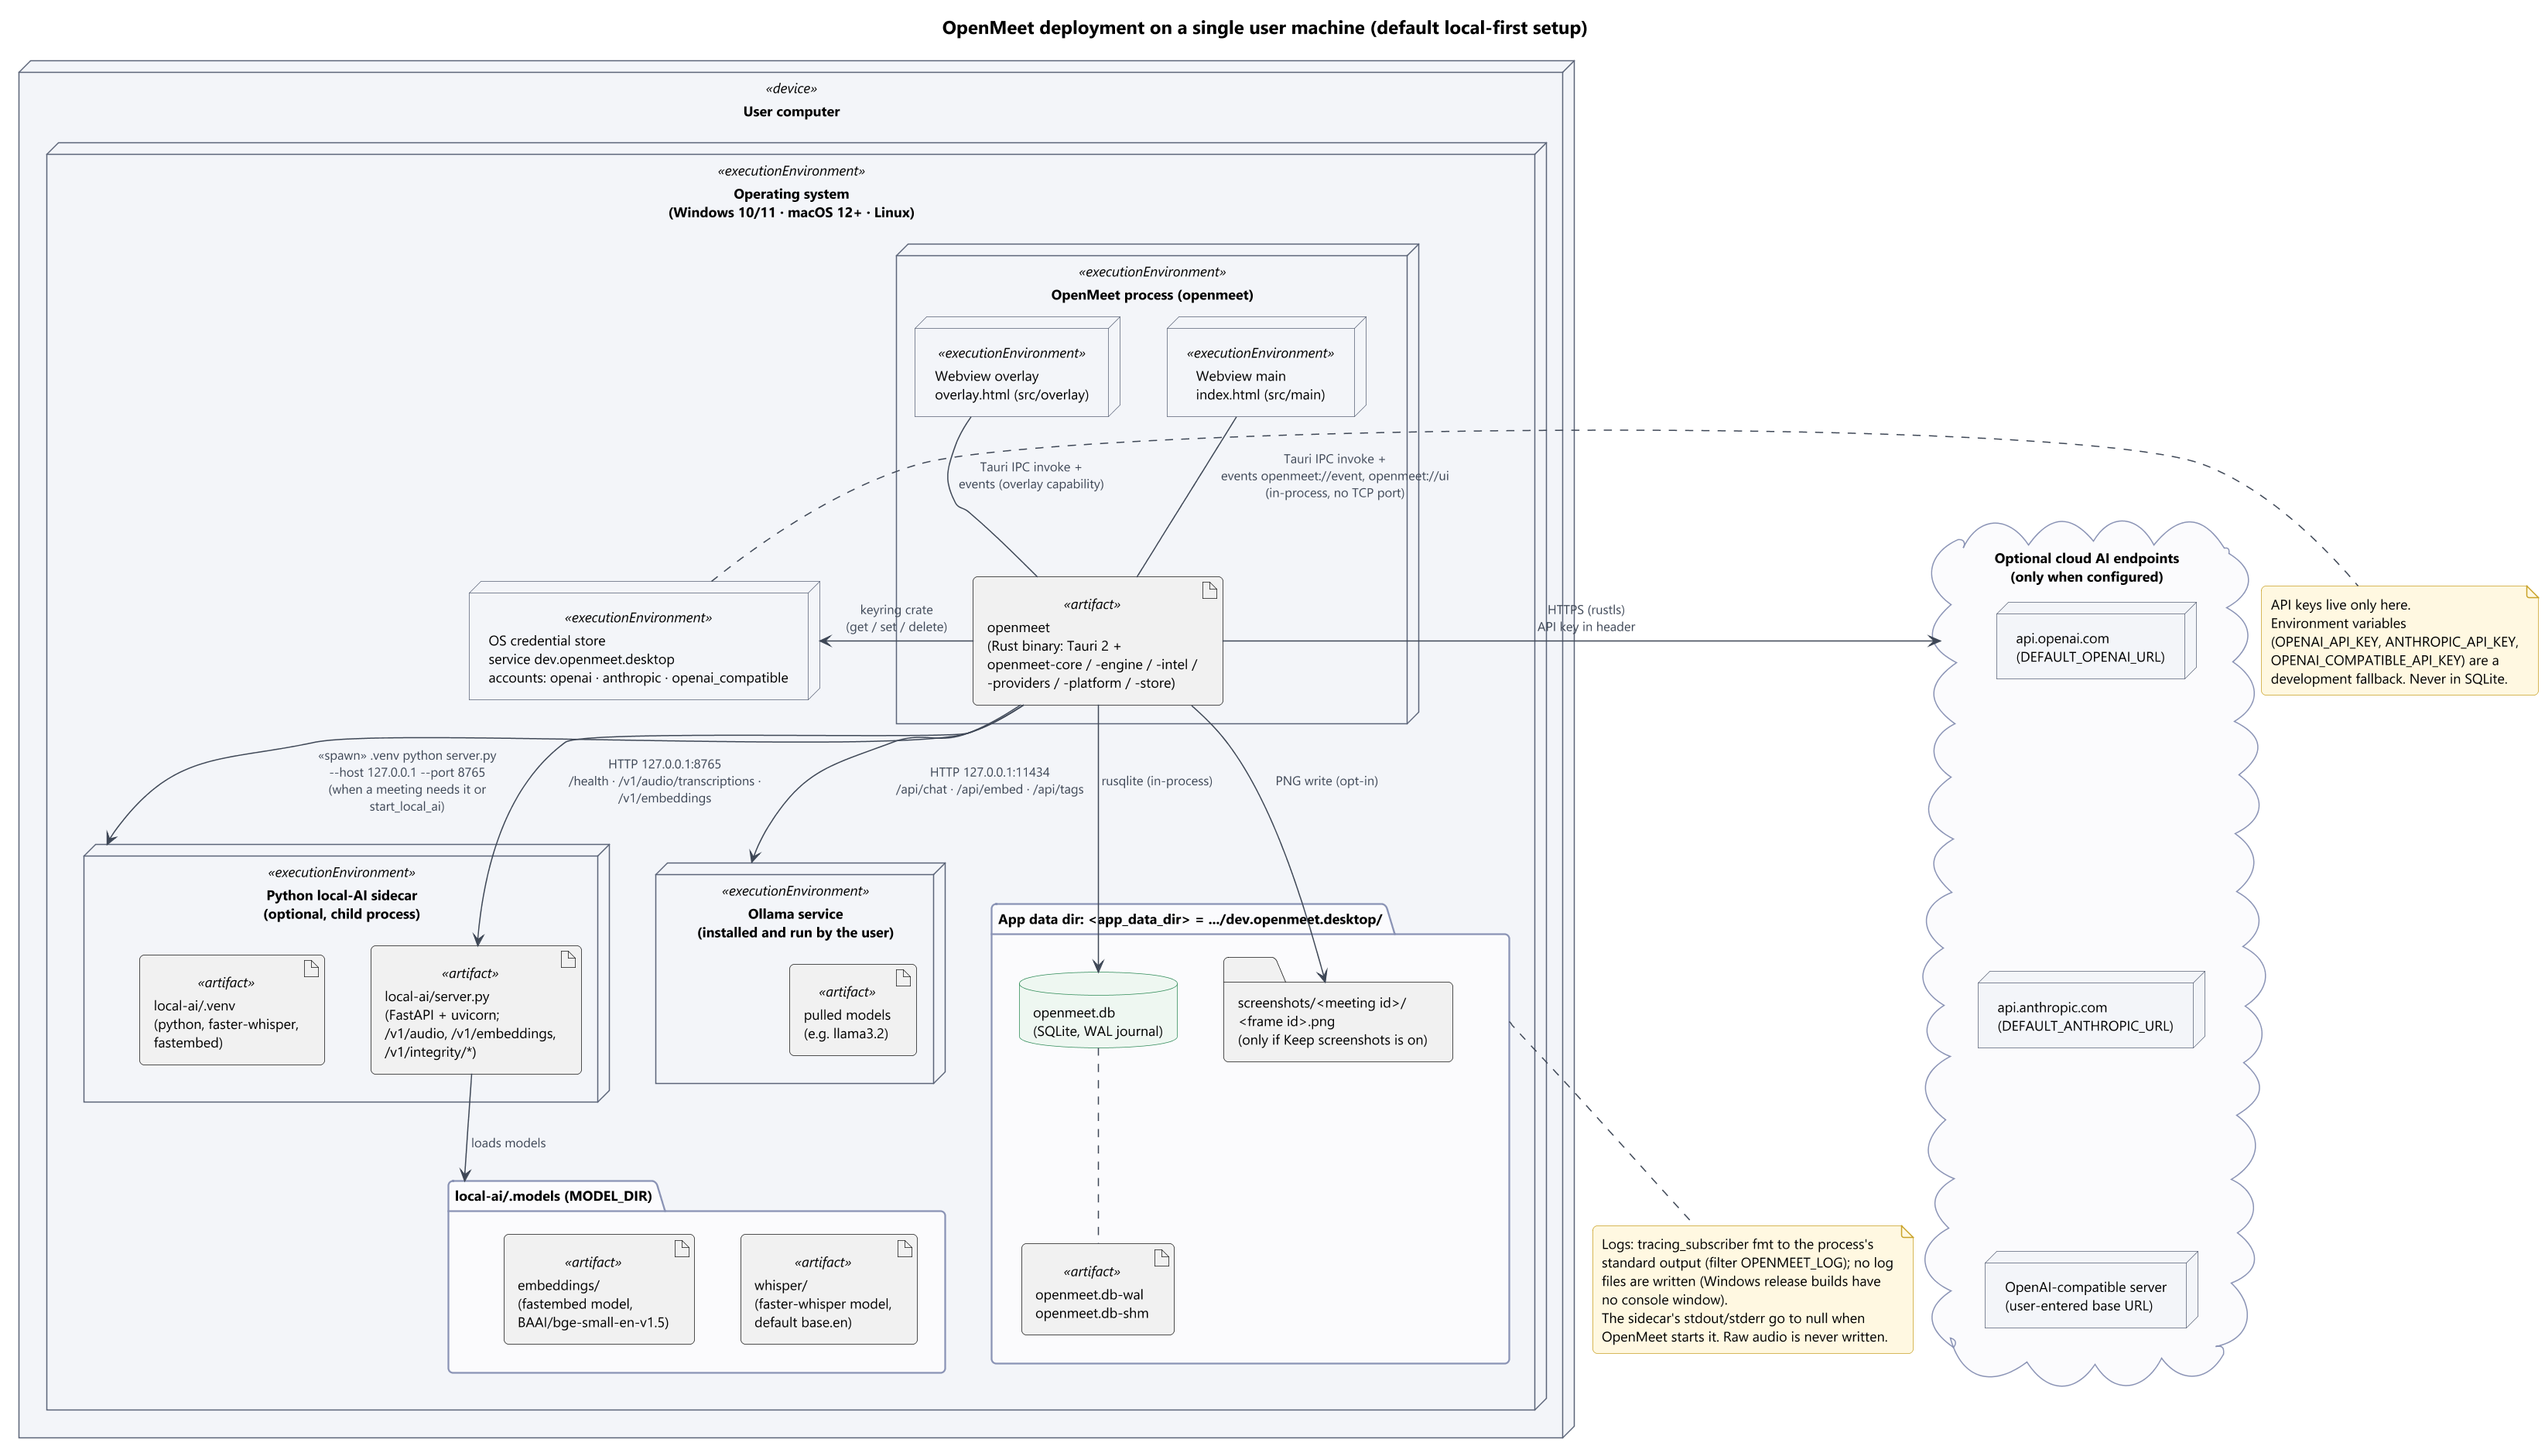 OpenMeet deployment on a single user machine (default local-first setup)
«device»
User computer
«executionEnvironment»
Operating system
(Windows 10/11 · macOS 12+ · Linux)
«executionEnvironment»
OpenMeet process (openmeet)
«executionEnvironment»
Webview overlay
overlay.html (src/overlay)
«executionEnvironment»
Webview main
index.html (src/main)
Tauri IPC invoke +
events (overlay capability)
Tauri IPC invoke +
events openmeet://event, openmeet://ui
(in-process, no TCP port)
«executionEnvironment»
OS credential store
service dev.openmeet.desktop
accounts: openai · anthropic · openai_compatible
keyring crate
(get / set / delete)
«artifact»
openmeet
(Rust binary: Tauri 2 +
openmeet-core / -engine / -intel /
-providers / -platform / -store)
HTTPS (rustls)
API key in header
Optional cloud AI endpoints
(only when configured)
api.openai.com
(DEFAULT_OPENAI_URL)
API keys live only here.
Environment variables
(OPENAI_API_KEY, ANTHROPIC_API_KEY,
OPENAI_COMPATIBLE_API_KEY) are a
development fallback. Never in SQLite.
«spawn» .venv python server.py
--host 127.0.0.1 --port 8765
(when a meeting needs it or
start_local_ai)
HTTP 127.0.0.1:8765
/health · /v1/audio/transcriptions ·
/v1/embeddings
HTTP 127.0.0.1:11434
/api/chat · /api/embed · /api/tags
rusqlite (in-process)
PNG write (opt-in)
«executionEnvironment»
Python local-AI sidecar
(optional, child process)
«artifact»
local-ai/.venv
(python, faster-whisper,
fastembed)
«artifact»
local-ai/server.py
(FastAPI + uvicorn;
/v1/audio, /v1/embeddings,
/v1/integrity/*)
«executionEnvironment»
Ollama service
(installed and run by the user)
«artifact»
pulled models
(e.g. llama3.2)
App data dir: <app_data_dir> = .../dev.openmeet.desktop/
openmeet.db
(SQLite, WAL journal)
screenshots/<meeting id>/
<frame id>.png
(only if Keep screenshots is on)
api.anthropic.com
(DEFAULT_ANTHROPIC_URL)
loads models
local-ai/.models (MODEL_DIR)
«artifact»
embeddings/
(fastembed model,
BAAI/bge-small-en-v1.5)
«artifact»
whisper/
(faster-whisper model,
default base.en)
«artifact»
openmeet.db-wal
openmeet.db-shm
Logs: tracing_subscriber fmt to the process's
standard output (filter OPENMEET_LOG); no log
files are written (Windows release builds have
no console window).
The sidecar's stdout/stderr go to null when
OpenMeet starts it. Raw audio is never written.
OpenAI-compatible server
(user-entered base URL)